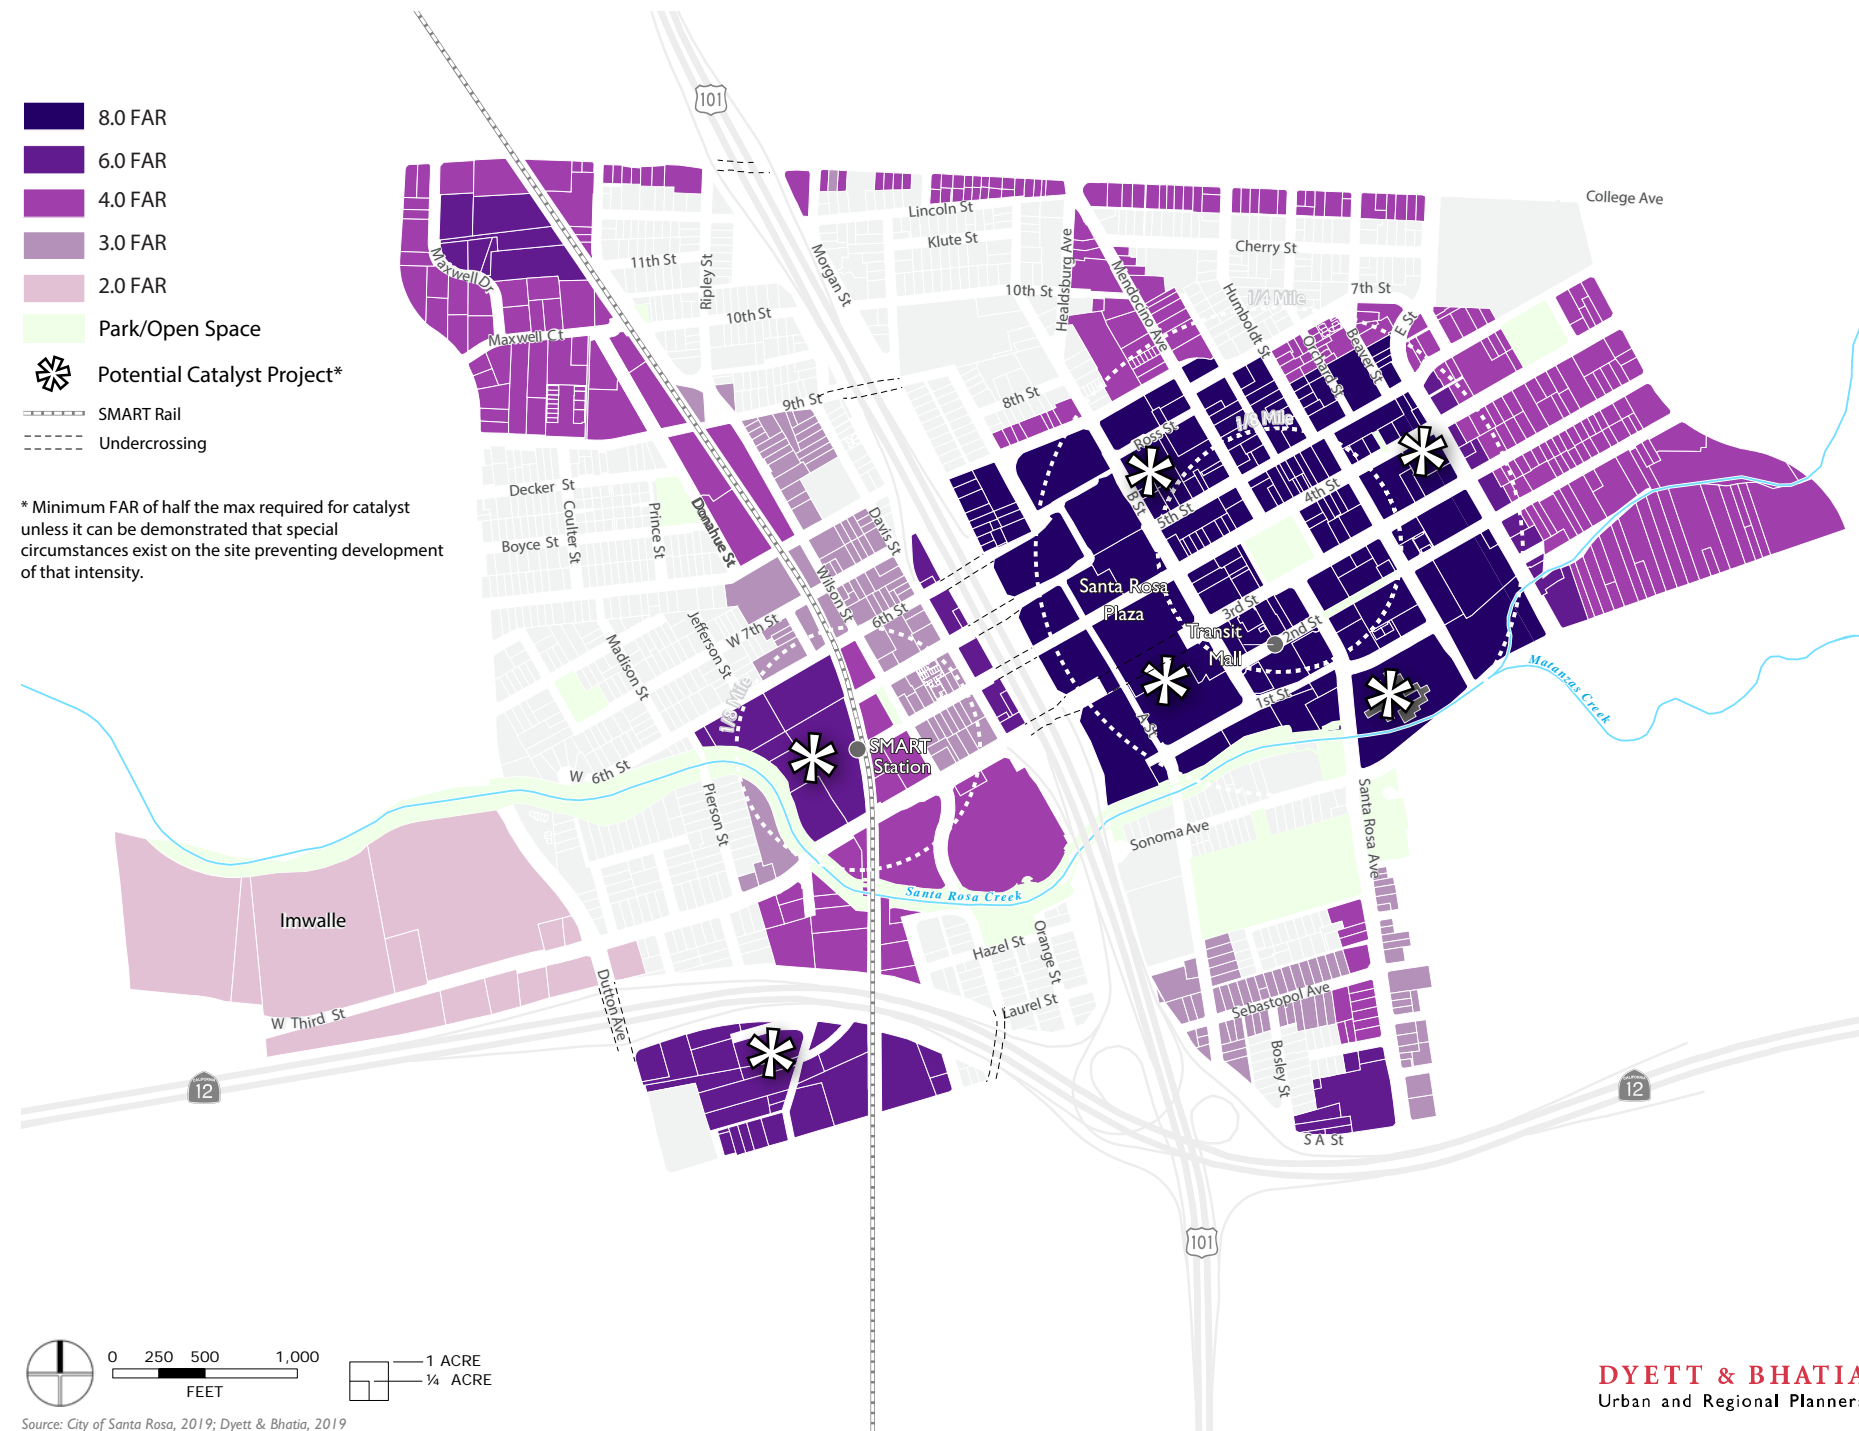 8.0 FAR
6.0 FAR
4.0 FAR
3.0 FAR
2.0 FAR
Park/Open Space
Potential Catalyst Project*
SMART Rail
Undercrossing
* Minimum FAR of half the max required for catalyst
unless it can be demonstrated that special
circumstances exist on the site preventing development
of that intensity.
101
College Ave
Lincoln St
Klute St
Cherry St
11th St
Ripley St
Morgan St
Healdsburg Ave
Mendocino Ave
Humboldt St
Maxwell Dr
10th St
10th St
1/4 Mile
7th St
E St
Maxwell Ct
Orchard St
Beaver St
9th St
8th St
1/8 Mile
Ross St
B St
5th St
4th St
Decker St
Coulter St
Prince St
Donahue St
Boyce St
Davis St
Wilson St
6th St
Santa Rosa
Plaza
3rd St
2nd St
Transit
Mall
W 7th St
Jefferson St
Madison St
1/8 Mile
1st St
A St
Matanzas Creek
SMART
Station
W 6th St
Pierson St
Sonoma Ave
Santa Rosa Ave
Santa Rosa Creek
Imwalle
Hazel St
Orange St
Laurel St
Sebastopol Ave
Bosley St
W Third St
Dutton Ave
CALIFORNIA
12
CALIFORNIA
12
S A St
101
0 250 500 1,000
FEET
1 ACRE
¼ ACRE
DYETT & BHATIA
Urban and Regional Planner
Source: City of Santa Rosa, 2019; Dyett & Bhatia, 2019